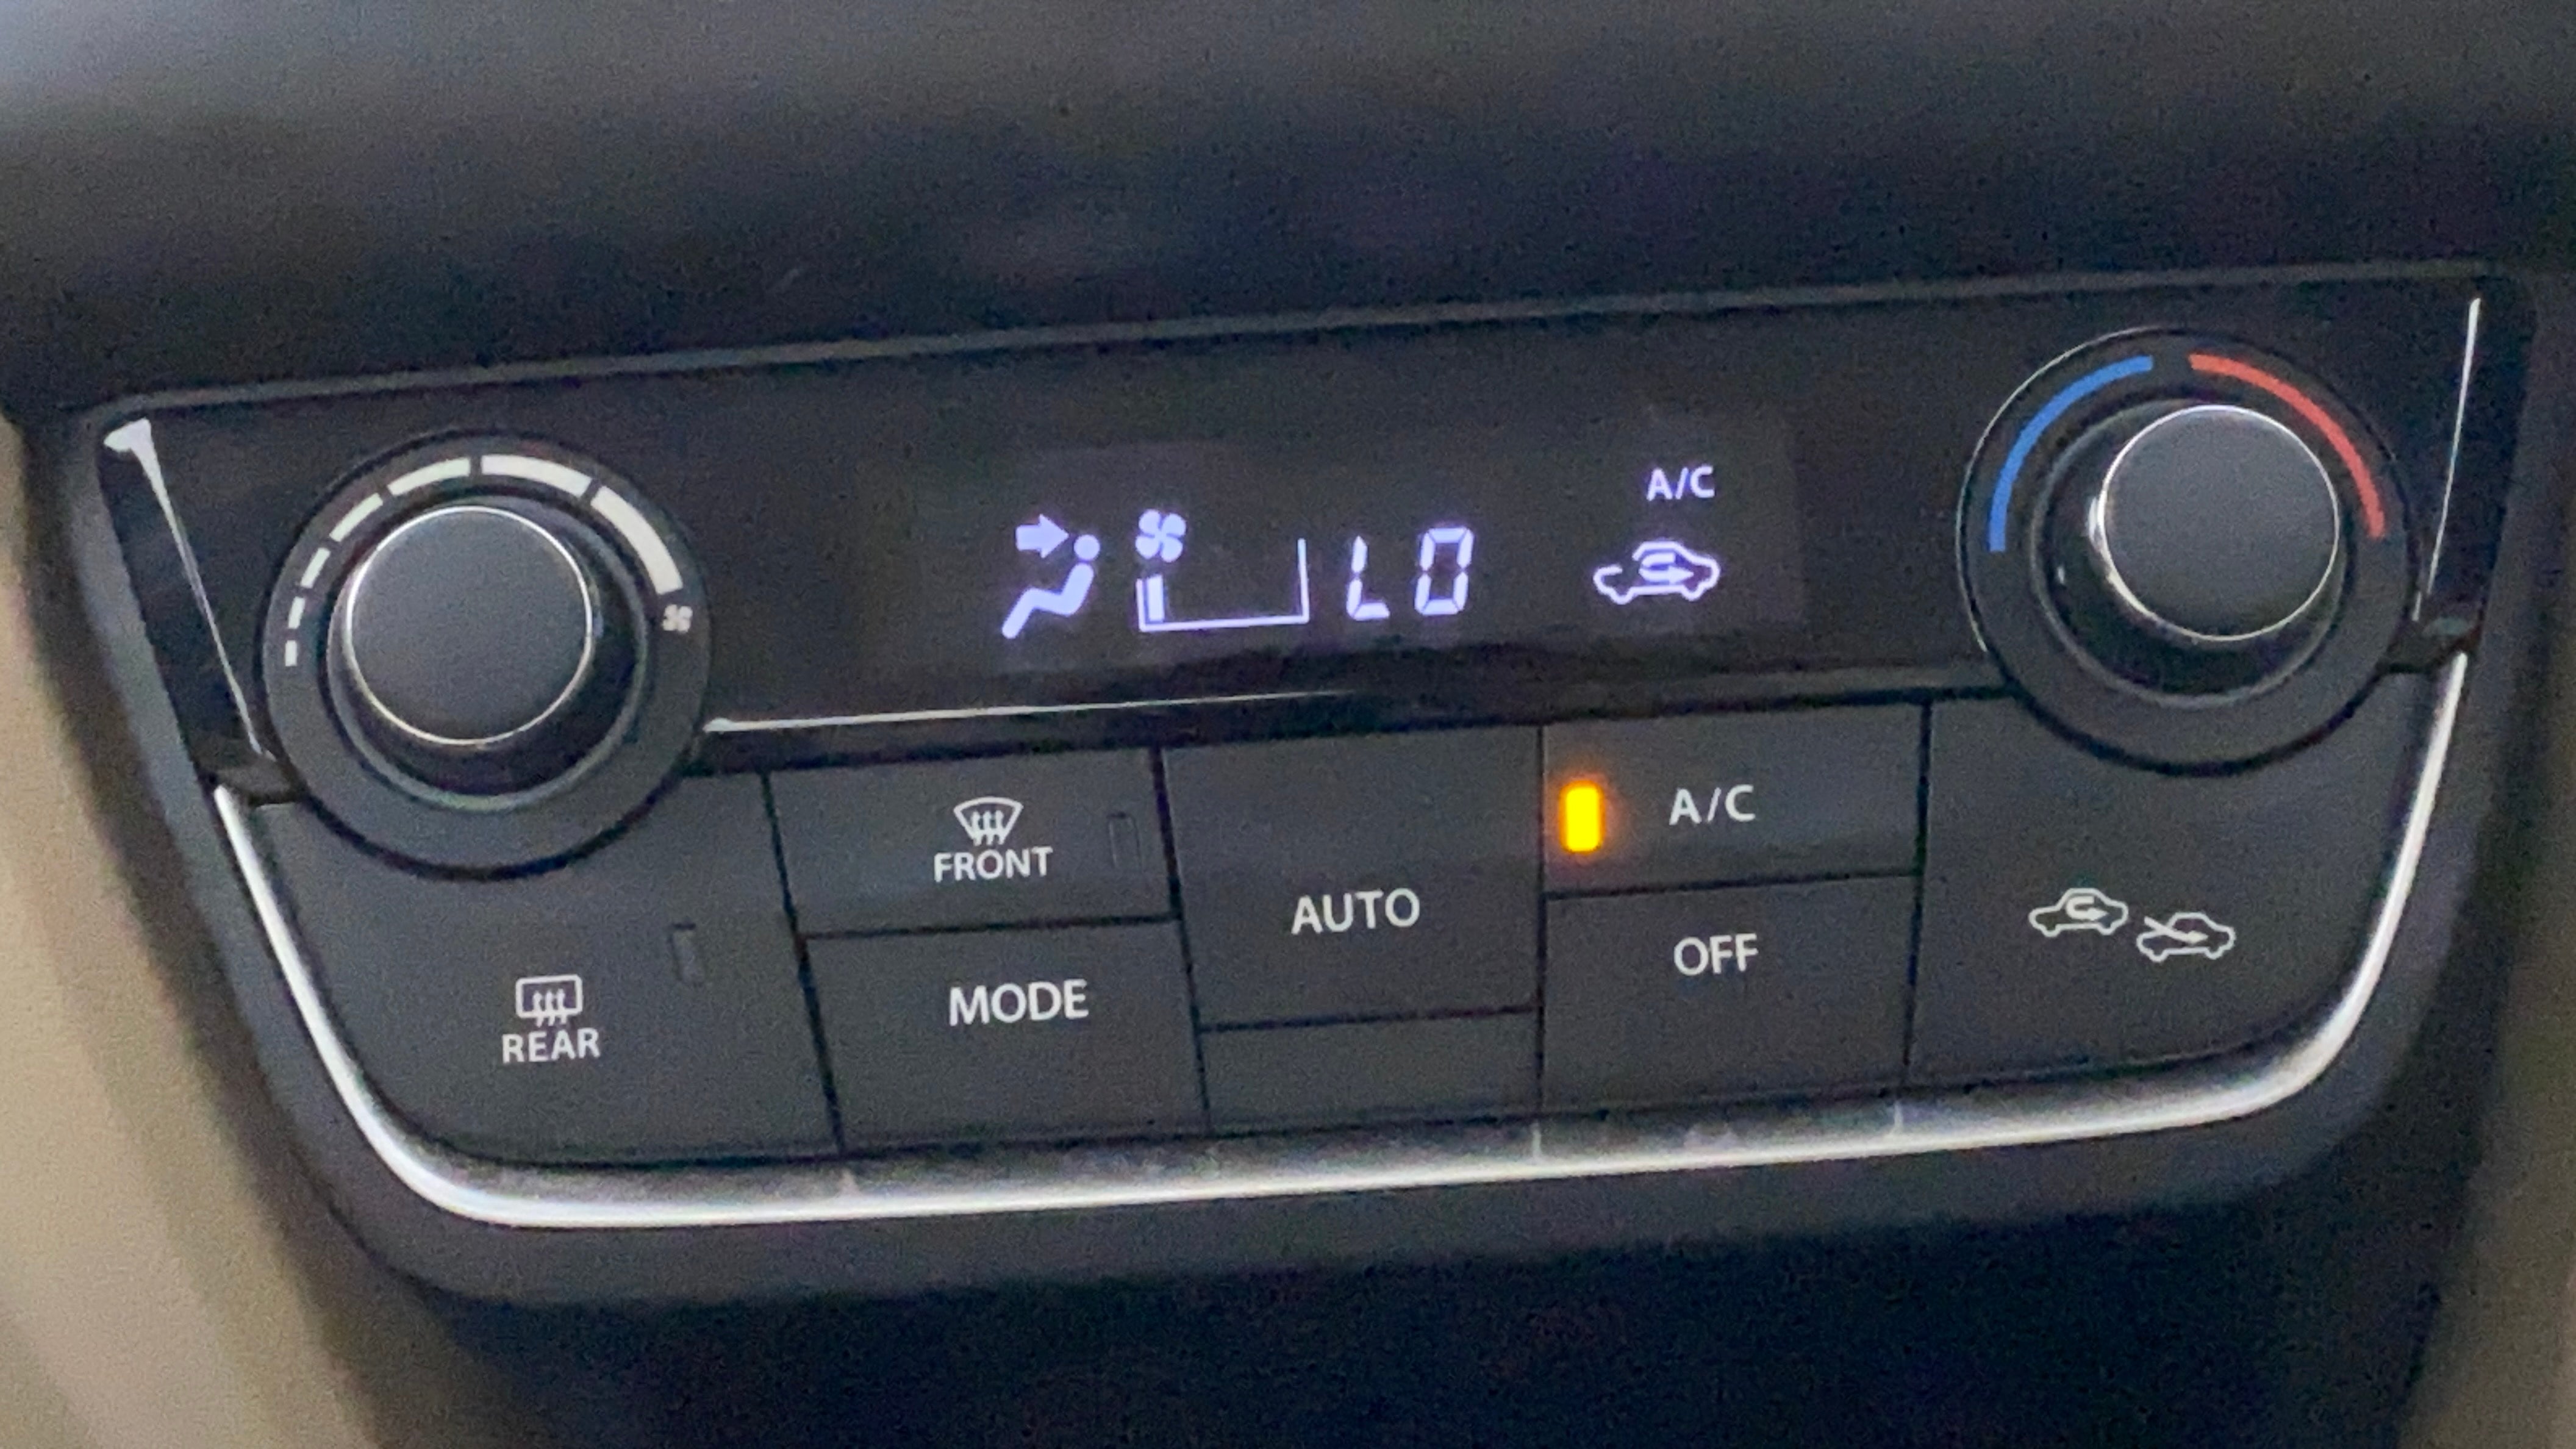 A/C
LO
A/C
FRONT
AUTO
OFF
MODE
REAR